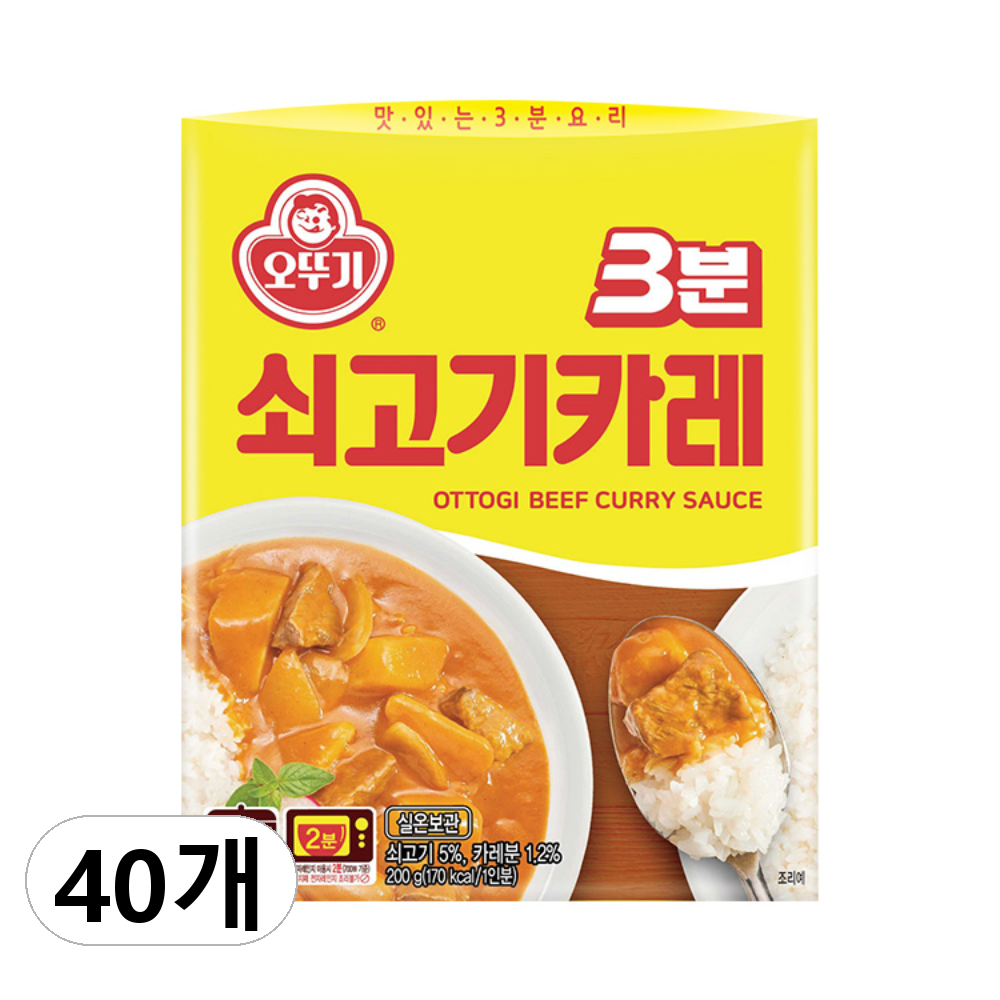 맛·있·는·3·분·요·리
오뚜기
®
3분
쇠고기카레
OTTOGI BEEF CURRY SAUCE
2분
실온보관
쇠고기 5%, 카레분 1.2%
200 g(170 kcal/1인분)
조리예
40개